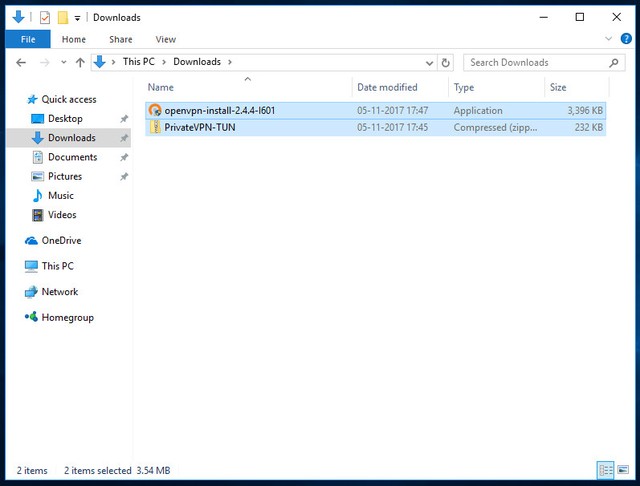 Downloads
File Home Share View
This PC Downloads Search Downloads
Name Date modified Type Size
openvpn-install-2.4.4-I601 05-11-2017 17:47 Application 3,396 KB
PrivateVPN-TUN 05-11-2017 17:45 Compressed (zipp... 232 KB
Quick access
Desktop
Downloads
Documents
Pictures
Music
Videos
OneDrive
This PC
Network
Homegroup
2 items 2 items selected 3.54 MB